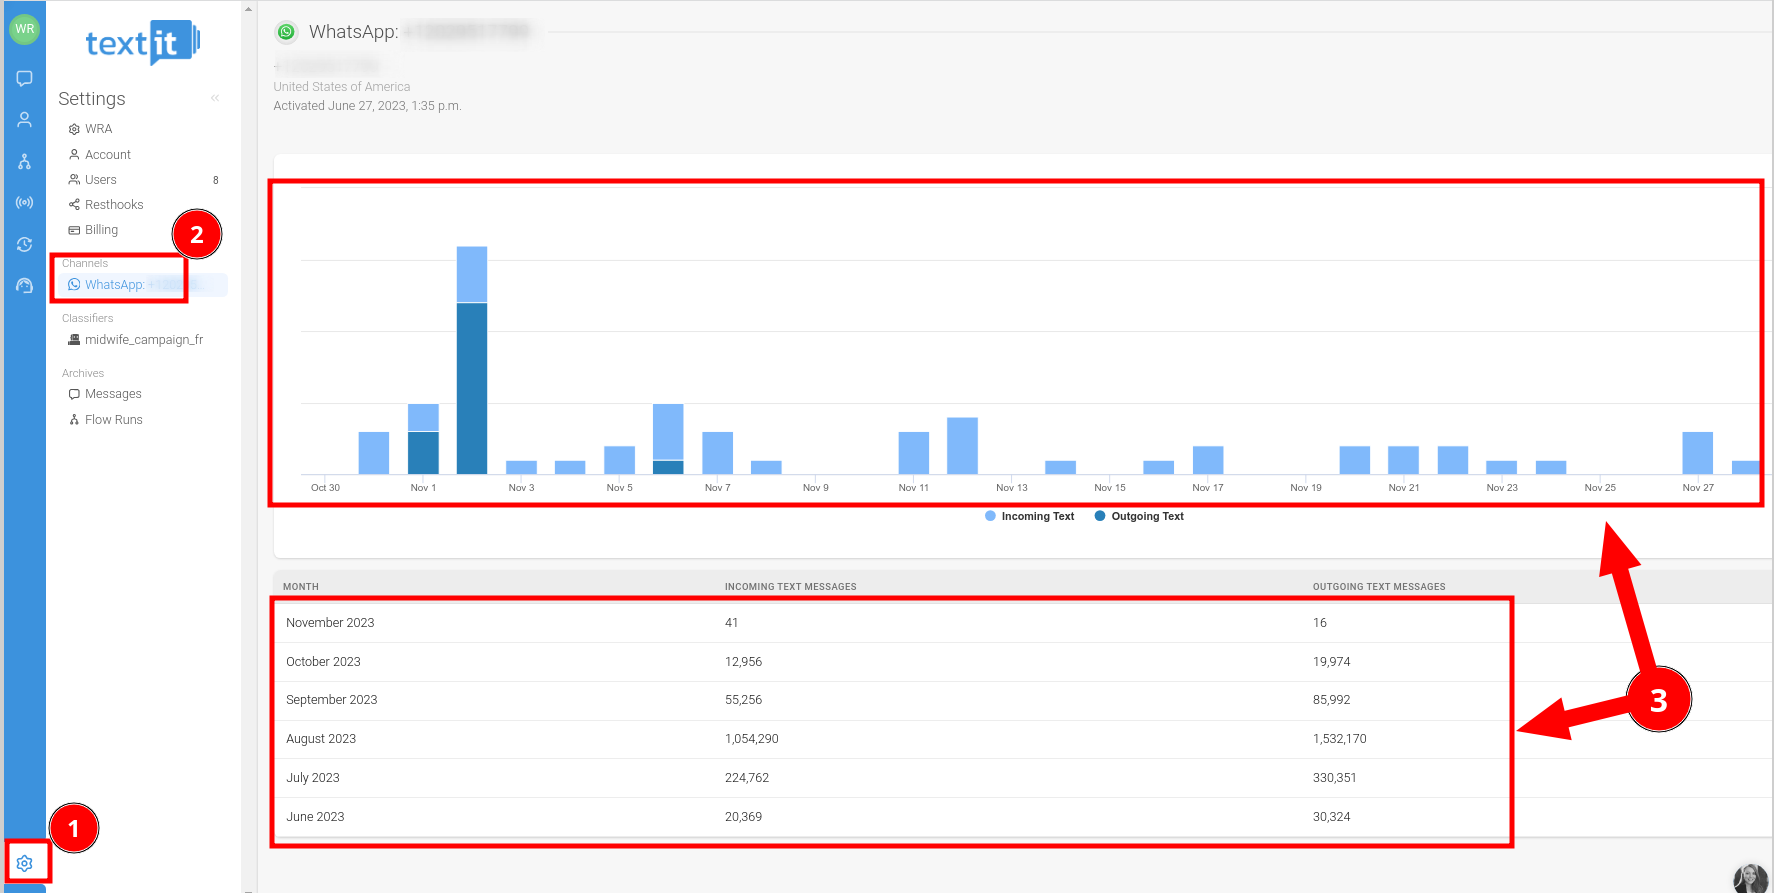 WR
textit
Settings
WRA
Account
Users 8
Resthooks
Billing
2
Channels
WhatsApp:
Classifiers
midwife_campaign_fr
Archives
Messages
Flow Runs
1
WhatsApp:
United States of America
Activated June 27, 2023, 1:35 p.m.
Oct 30 Nov 1 Nov 3 Nov 5 Nov 7 Nov 9 Nov 11 Nov 13 Nov 15 Nov 17 Nov 19 Nov 21 Nov 23 Nov 25 Nov 27
Incoming Text Outgoing Text
MONTH INCOMING TEXT MESSAGES OUTGOING TEXT MESSAGES
November 2023 41 16
October 2023 12,956 19,974
September 2023 55,256 85,992
August 2023 1,054,290 1,532,170
July 2023 224,762 330,351
June 2023 20,369 30,324
3